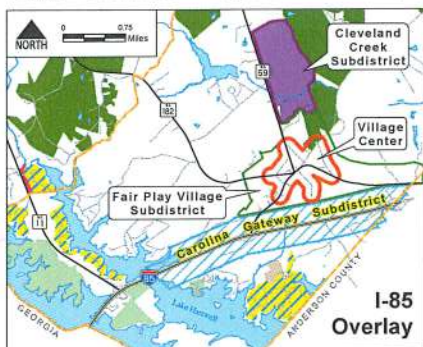 NORTH
0 0.75
Miles
Cleveland
Creek
Subdistrict
59
182
Village
Center
Fair Play Village
Subdistrict
11
Carolina Gateway Subdistrict
85
Lake Hartwell
GEORGIA
ANDERSON COUNTY
I-85
Overlay